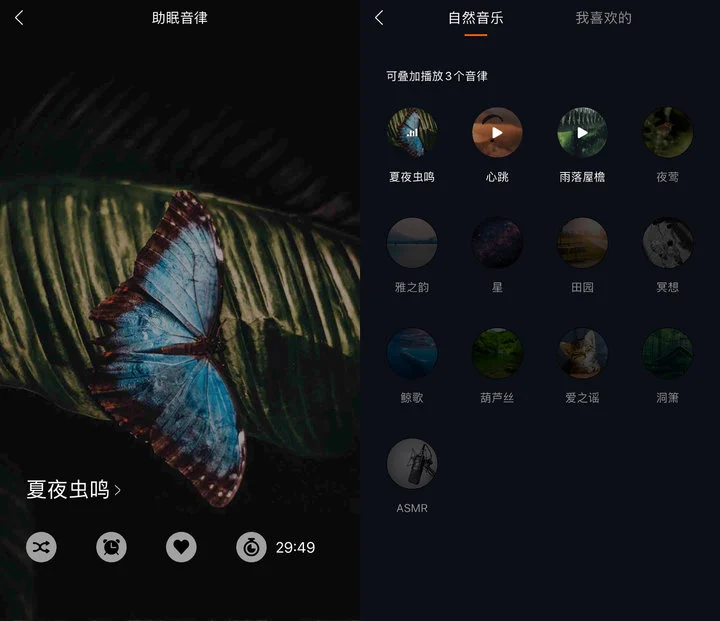 助眠音律
夏夜虫鸣
29:49
自然音乐 我喜欢的
可叠加播放3个音律
夏夜虫鸣 心跳 雨落屋檐 夜莺
雅之韵 星 田园 冥想
鲸歌 葫芦丝 爱之谣 洞箫
ASMR